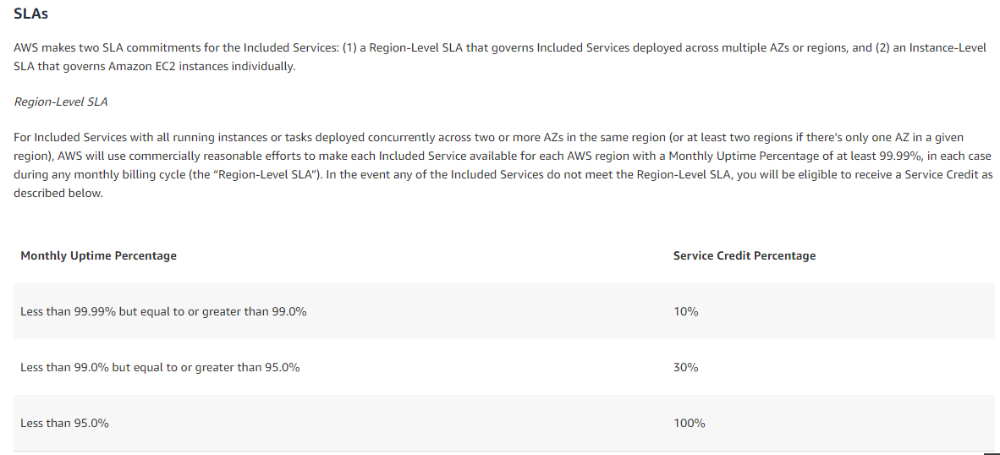 SLAs
AWS makes two SLA commitments for the Included Services: (1) a Region-Level SLA that governs Included Services deployed across multiple AZs or regions, and (2) an Instance-Level
SLA that governs Amazon EC2 instances individually.
Region-Level SLA
For Included Services with all running instances or tasks deployed concurrently across two or more AZs in the same region (or at least two regions if there’s only one AZ in a given
region), AWS will use commercially reasonable efforts to make each Included Service available for each AWS region with a Monthly Uptime Percentage of at least 99.99%, in each case
during any monthly billing cycle (the “Region-Level SLA”). In the event any of the Included Services do not meet the Region-Level SLA, you will be eligible to receive a Service Credit as
described below.
Monthly Uptime Percentage Service Credit Percentage
Less than 99.99% but equal to or greater than 99.0% 10%
Less than 99.0% but equal to or greater than 95.0% 30%
Less than 95.0% 100%